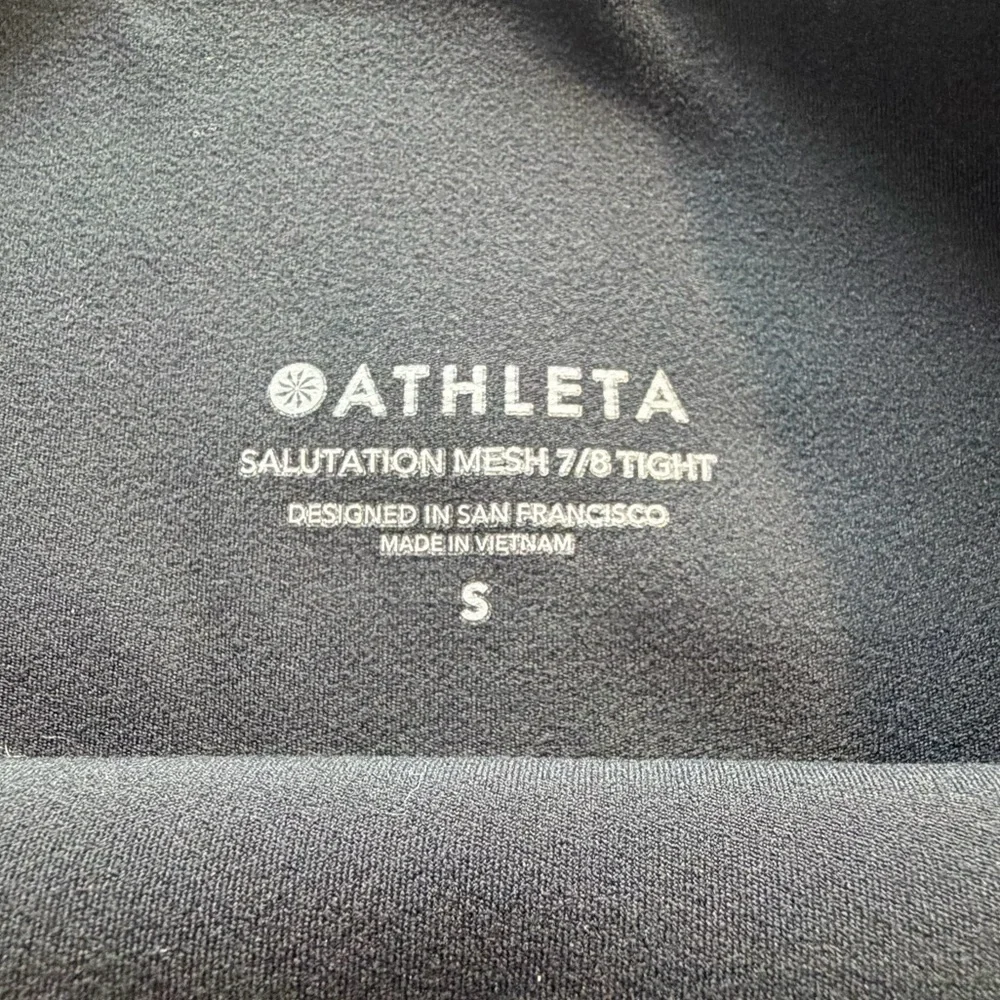 ATHLETA
SALUTATION MESH 7/8 TIGHT
DESIGNED IN SAN FRANCISCO
MADE IN VIETNAM
S